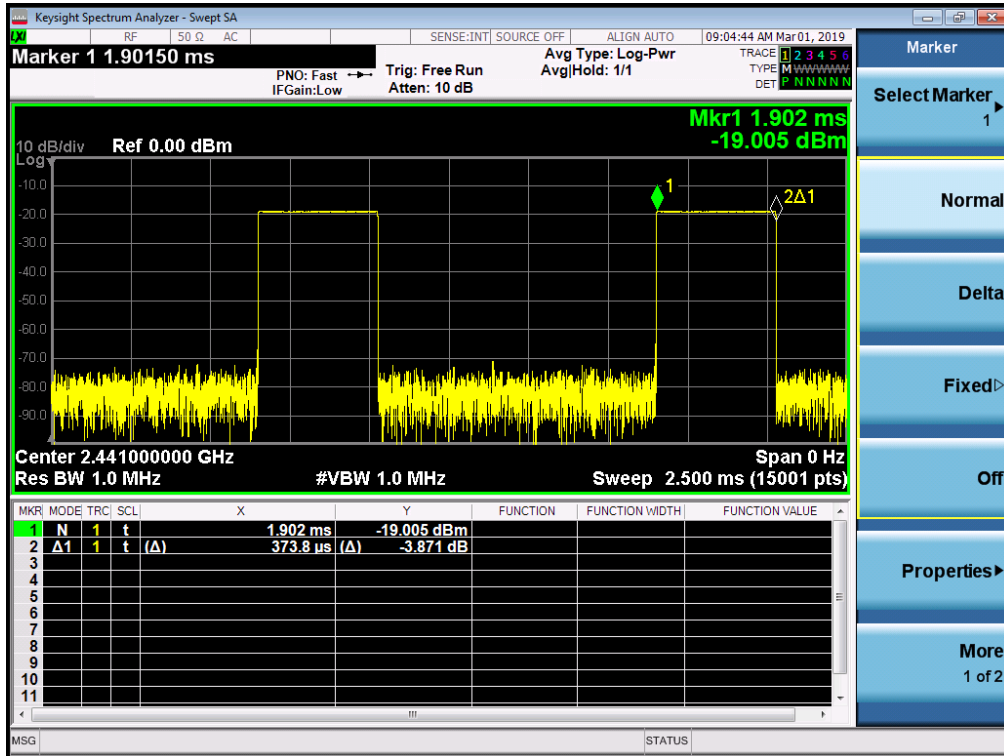 Keysight Spectrum Analyzer - Swept SA
LXI RF 50 Ω AC SENSE:INT SOURCE OFF ALIGN AUTO 09:04:44 AM Mar 01, 2019
Marker 1 1.90150 ms
PNO: Fast
IFGain:Low
Trig: Free Run
Atten: 10 dB
Avg Type: Log-Pwr
Avg|Hold: 1/1
TRACE 1 2 3 4 5 6
TYPE M WWWWW
DET P N N N N N
Mkr1 1.902 ms
-19.005 dBm
10 dB/div Ref 0.00 dBm
Log
-10.0
-20.0
-30.0
-40.0
-50.0
-60.0
-70.0
-80.0
-90.0
1
2Δ1
Center 2.441000000 GHz Span 0 Hz
Res BW 1.0 MHz #VBW 1.0 MHz Sweep 2.500 ms (15001 pts)
MKR MODE TRC SCL X Y FUNCTION FUNCTION WIDTH FUNCTION VALUE
1 N 1 t 1.902 ms -19.005 dBm
2 Δ1 1 t (Δ) 373.8 µs (Δ) -3.871 dB
3
4
5
6
7
8
9
10
11
MSG STATUS
Marker
Select Marker
1
Normal
Delta
Fixed
Off
Properties
More
1 of 2